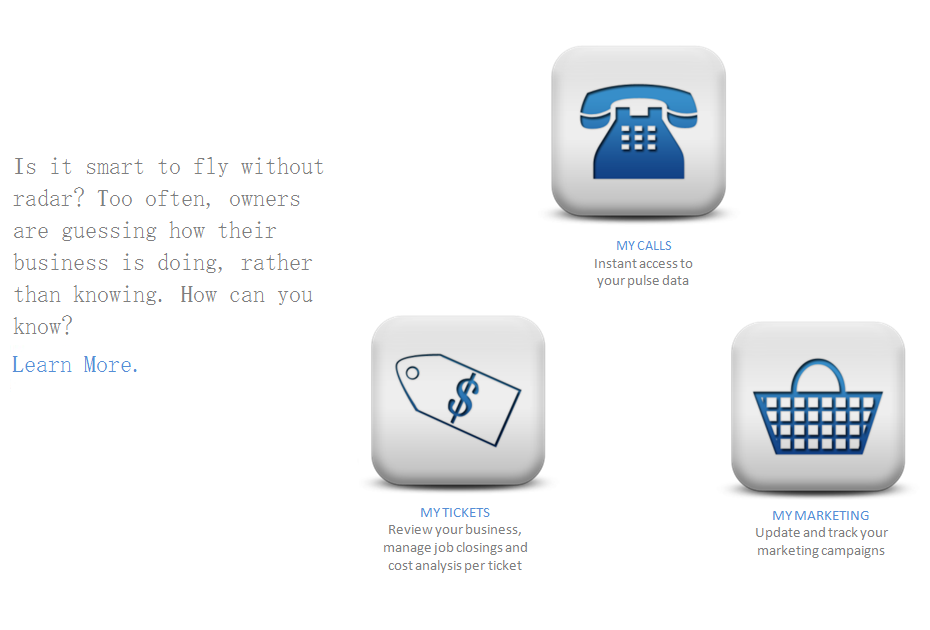 Is it smart to fly without
radar? Too often, owners
are guessing how their
business is doing, rather
than knowing. How can you
know?
Learn More.
MY CALLS
Instant access to
your pulse data
$
MY TICKETS
Review your business,
manage job closings and
cost analysis per ticket
MY MARKETING
Update and track your
marketing campaigns